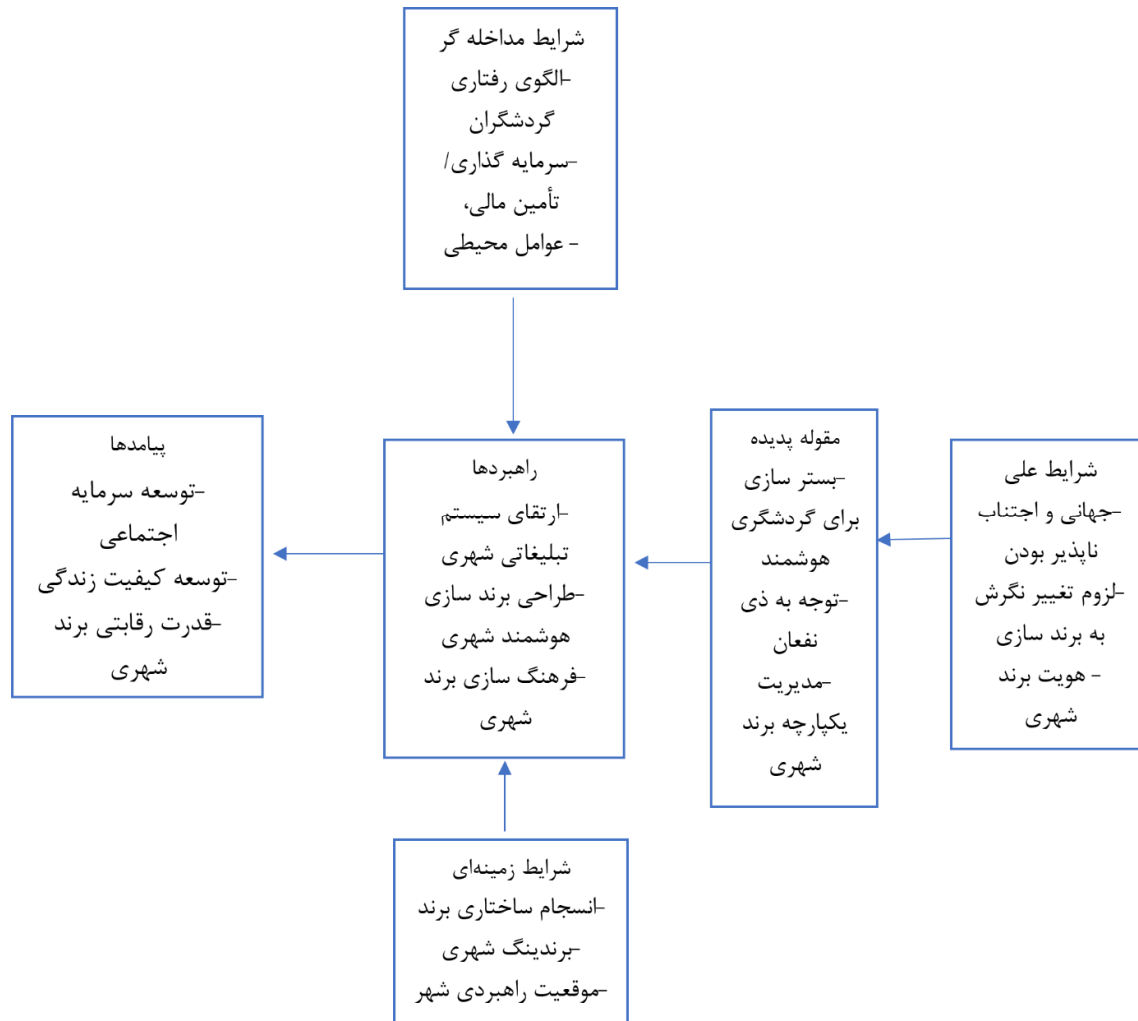 شرایط مداخله گر
-الگوی رفتاری
گردشگران
-سرمایه گذاری/
تأمین مالی،
- عوامل محیطی
شرایط علی
-جهانی و اجتناب
ناپذیر بودن
-لزوم تغییر نگرش
به برند سازی
- هویت برند
شهری
مقوله پدیده
-بستر سازی
برای گردشگری
هوشمند
-توجه به ذی
نفعان
-مدیریت
یکپارچه برند
شهری
راهبردها
-ارتقای سیستم
تبلیغاتی شهری
-طراحی برند سازی
هوشمند شهری
-فرهنگ سازی برند
شهری
پیامدها
-توسعه سرمایه
اجتماعی
-توسعه کیفیت زندگی
-قدرت رقابتی برند
شهری
شرایط زمینه‌ای
-انسجام ساختاری برند
-برندینگ شهری
-موقعیت راهبردی شهر